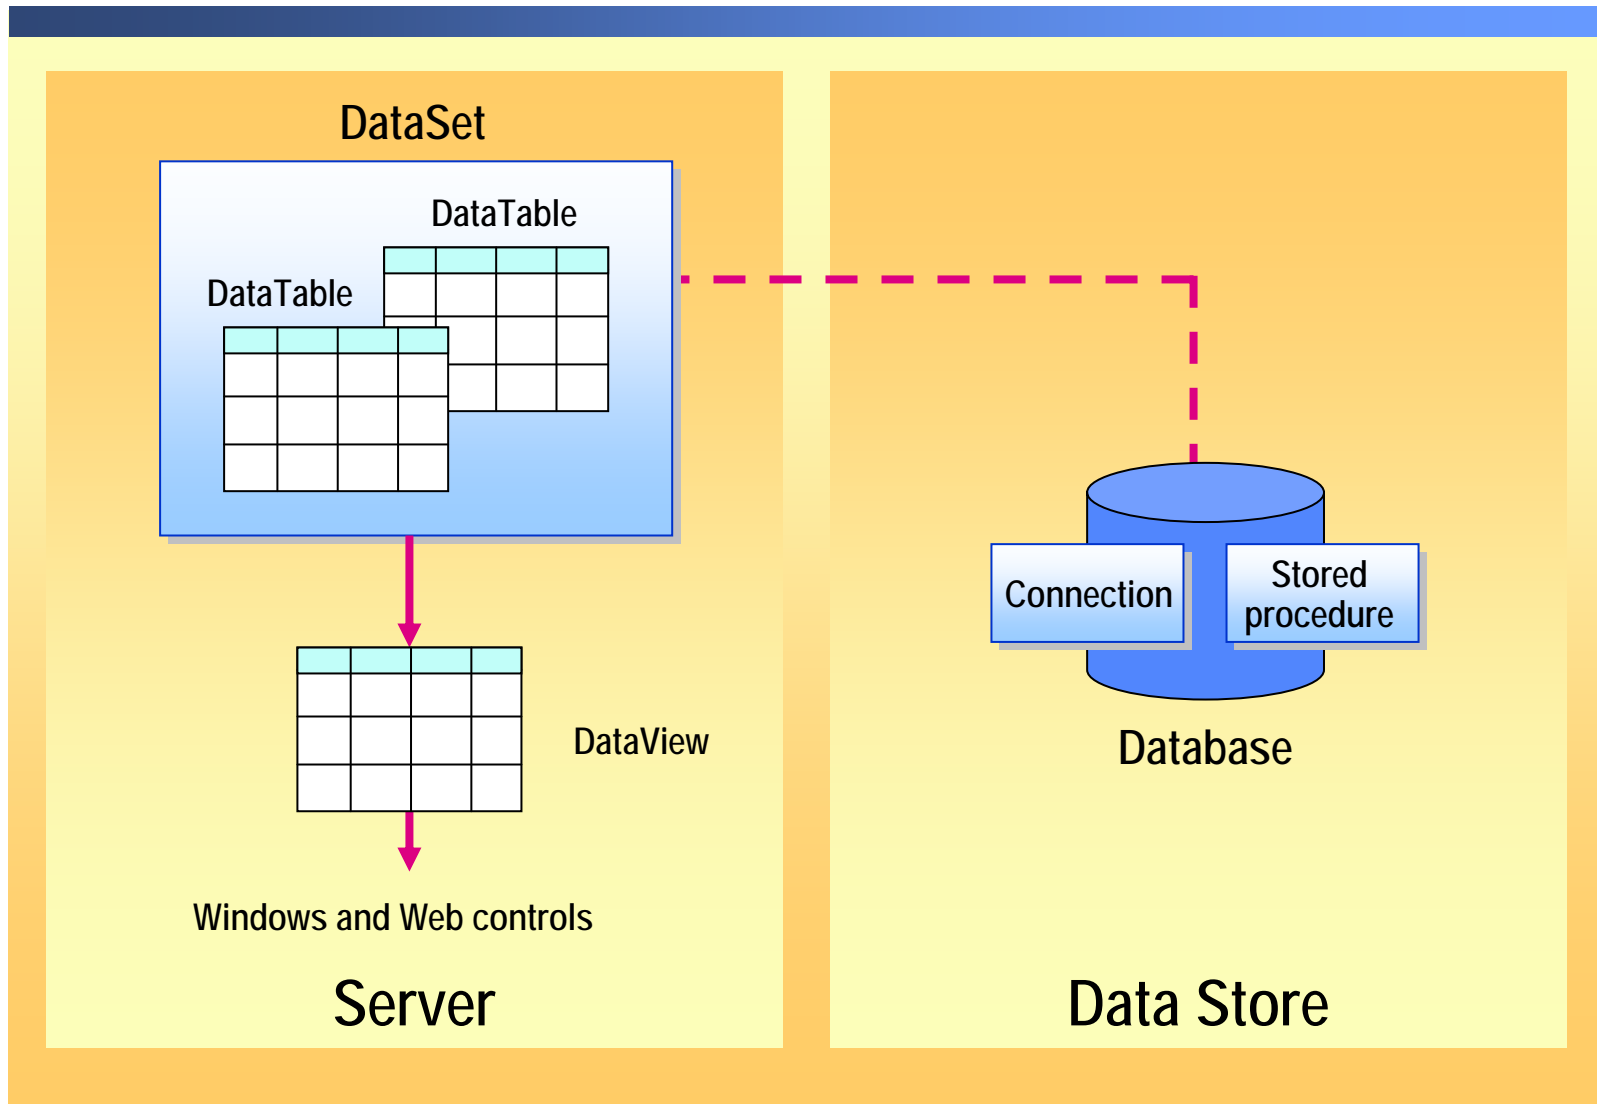 DataSet
DataTable
DataTable
DataView
Windows and Web controls
Server
Connection
Stored
procedure
Database
Data Store